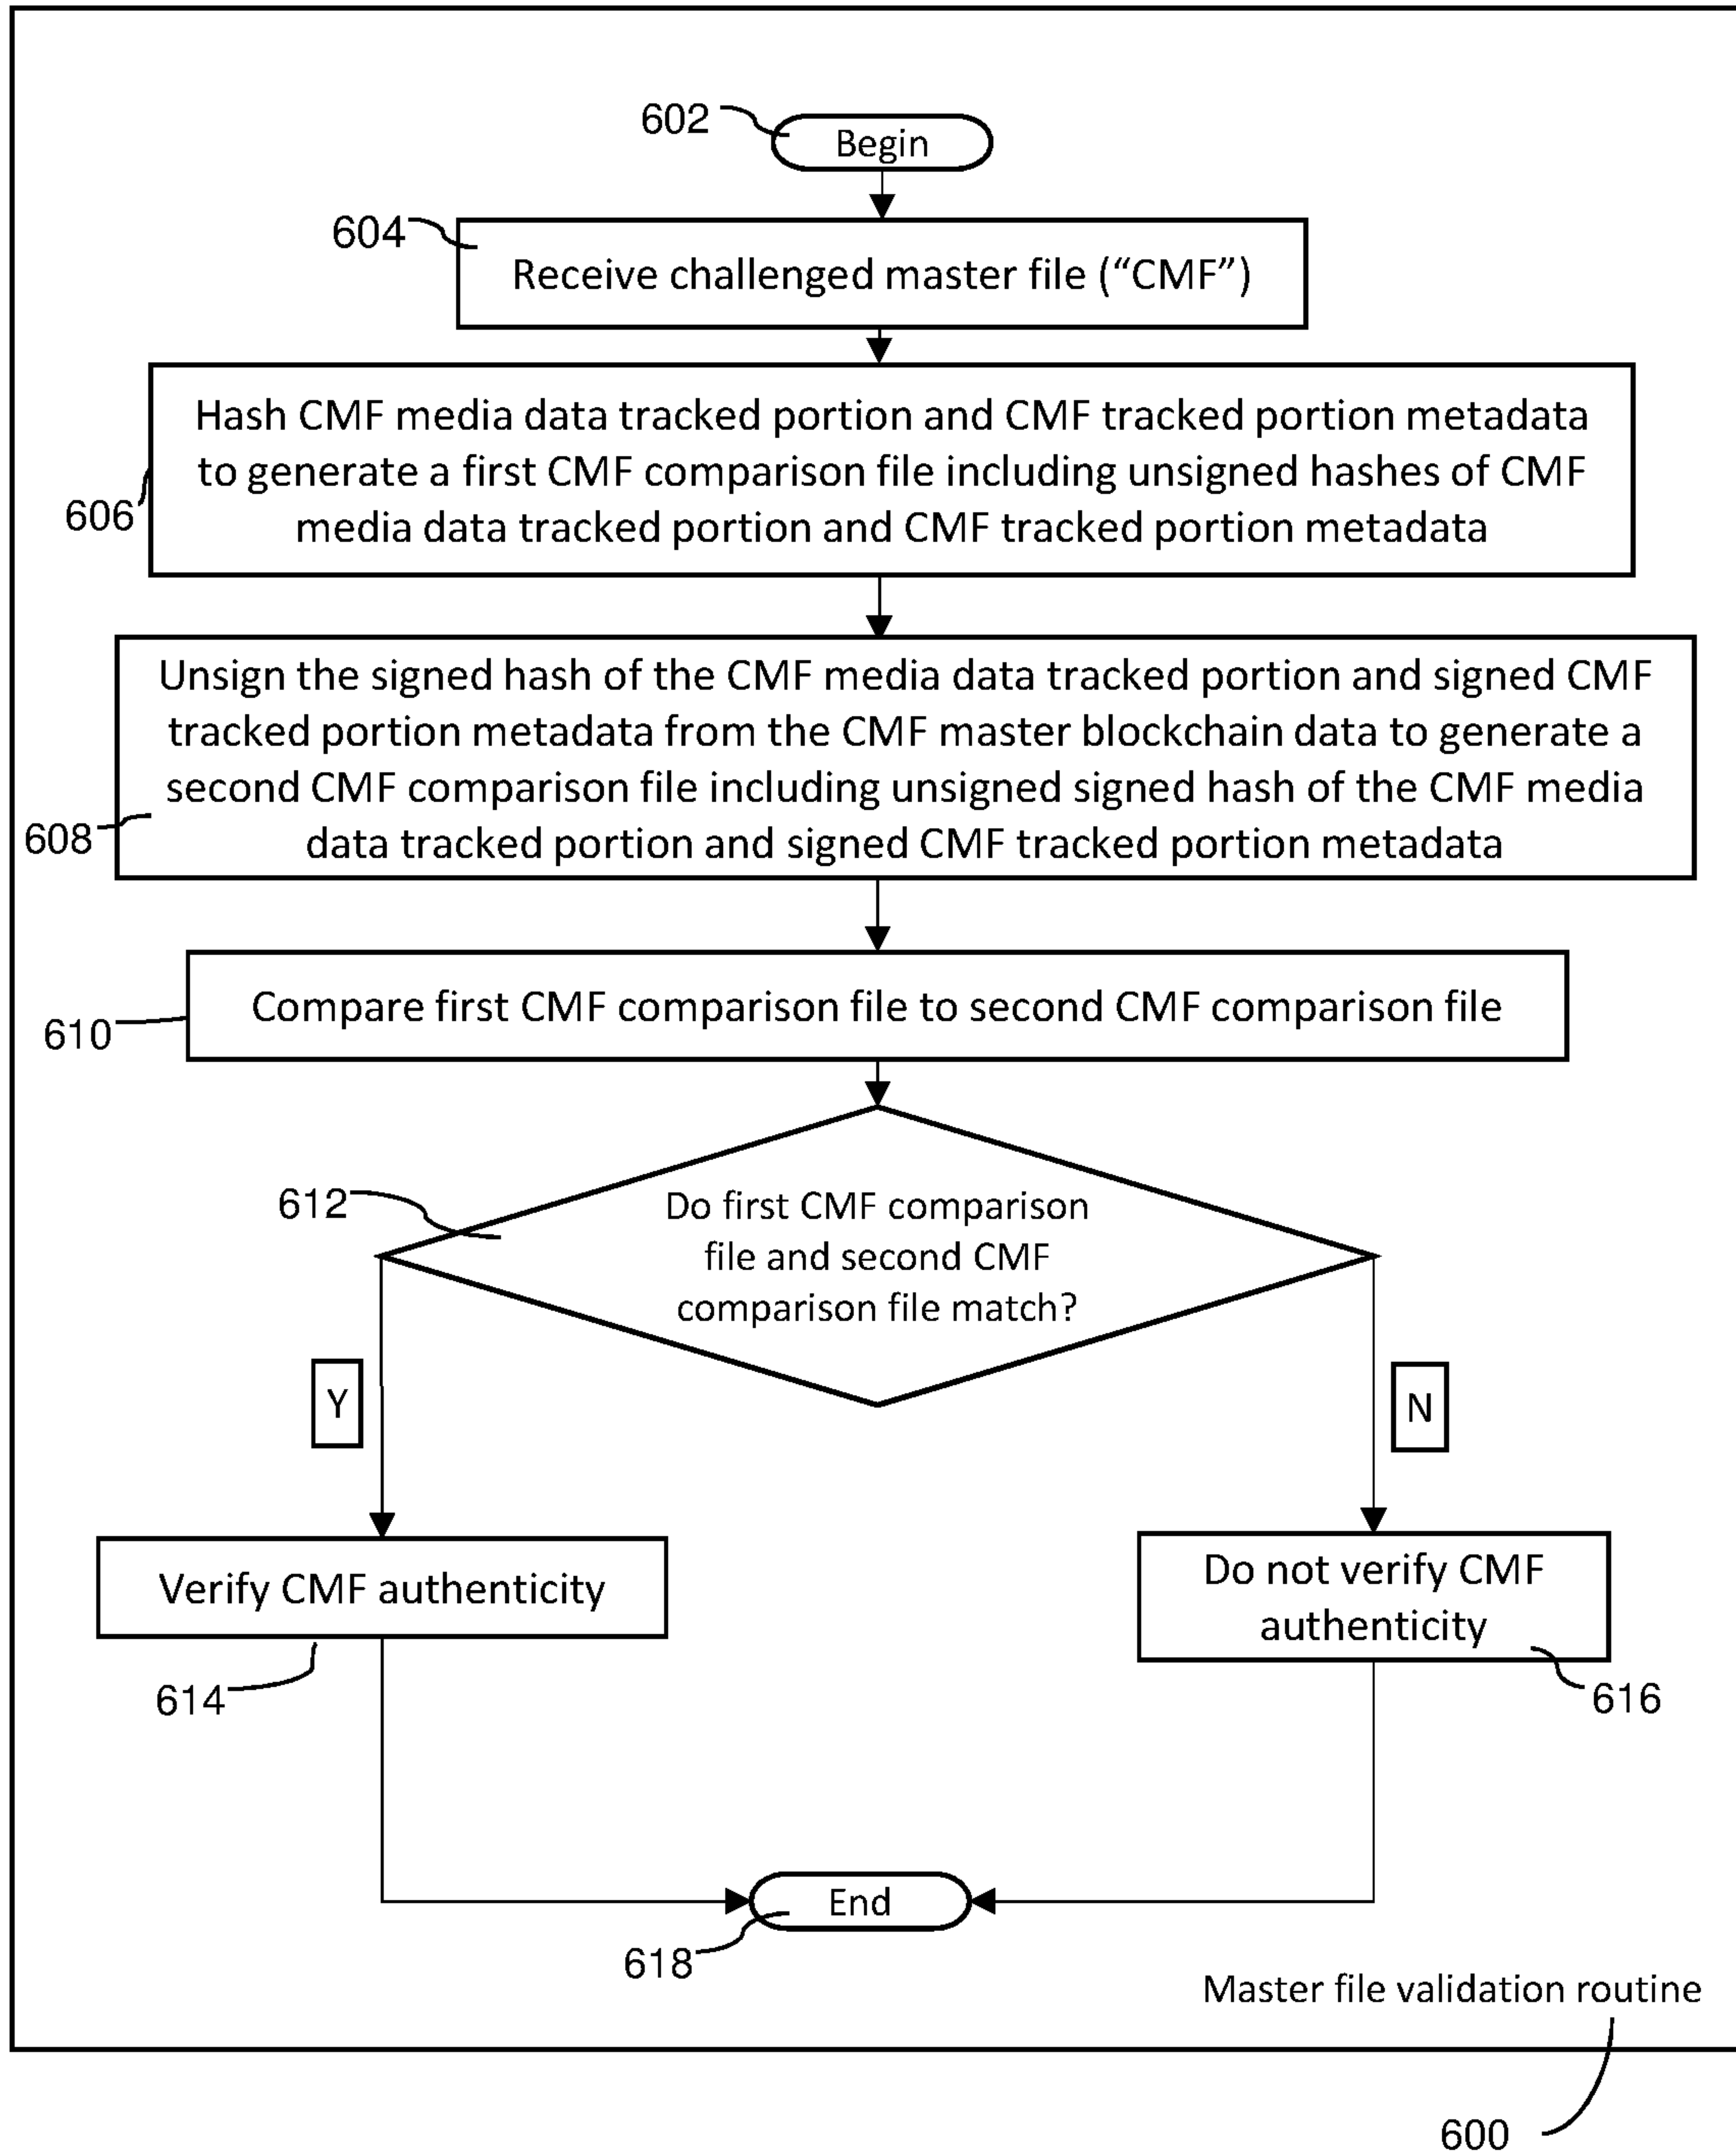 602
Begin
604
Receive challenged master file (“CMF”)
Hash CMF media data tracked portion and CMF tracked portion metadata
to generate a first CMF comparison file including unsigned hashes of CMF
media data tracked portion and CMF tracked portion metadata
606
Unsign the signed hash of the CMF media data tracked portion and signed CMF
tracked portion metadata from the CMF master blockchain data to generate a
second CMF comparison file including unsigned signed hash of the CMF media
data tracked portion and signed CMF tracked portion metadata
608
Compare first CMF comparison file to second CMF comparison file
610
612
Do first CMF comparison
file and second CMF
comparison file match?
Y
N
Verify CMF authenticity
Do not verify CMF
authenticity
614
616
End
618
Master file validation routine
600